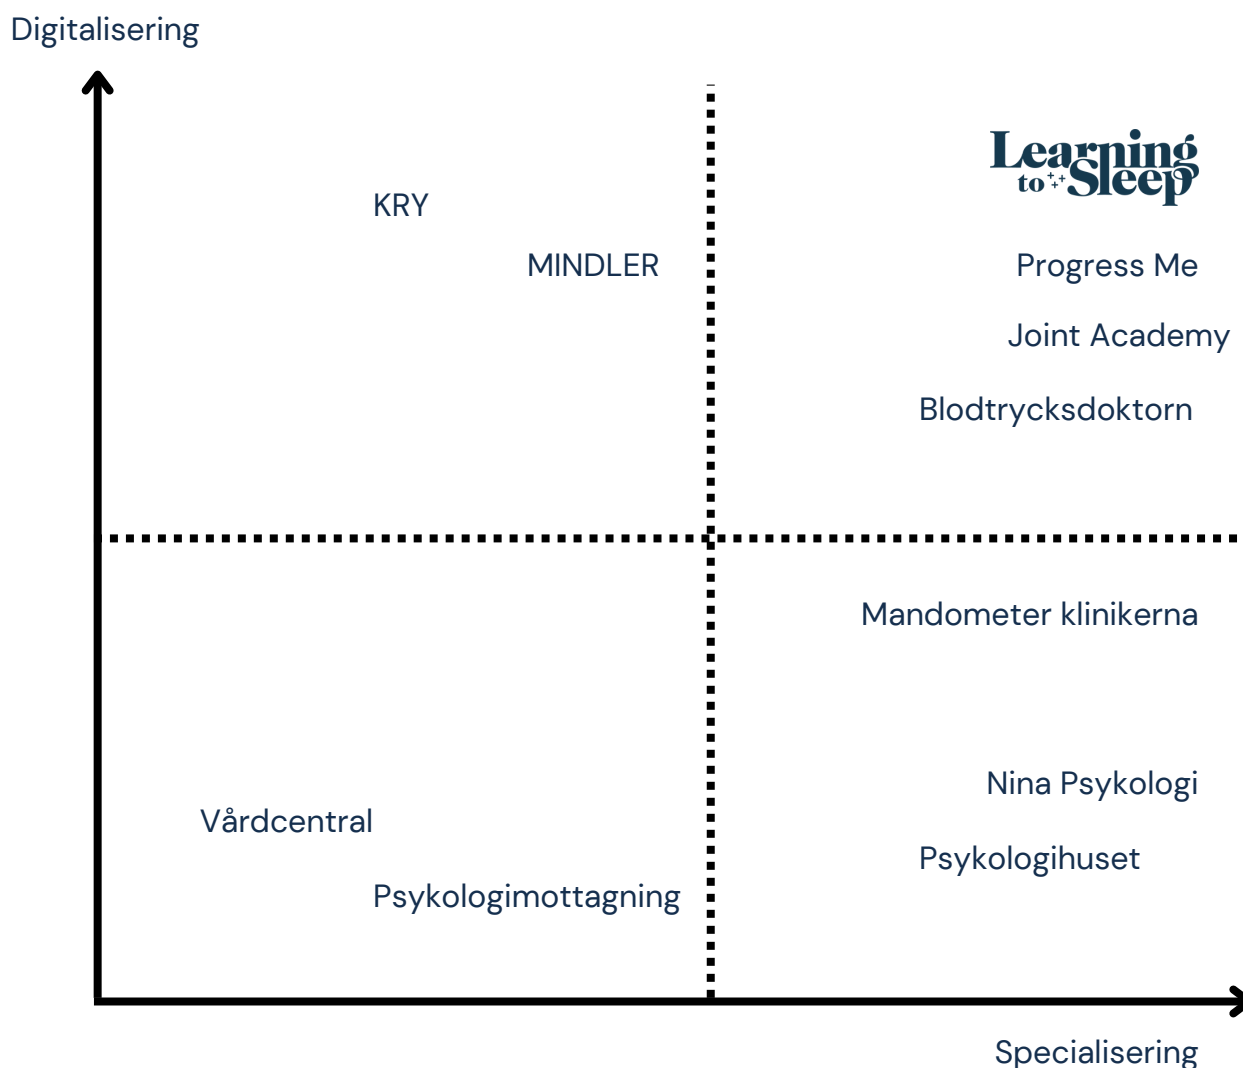 Digitalisering
Learning
to Sleep
KRY
MINDLER
Progress Me
Joint Academy
Blodtrycksdoktorn
Mandometer klinikerna
Nina Psykologi
Vårdcentral
Psykologihuset
Psykologimottagning
Specialisering